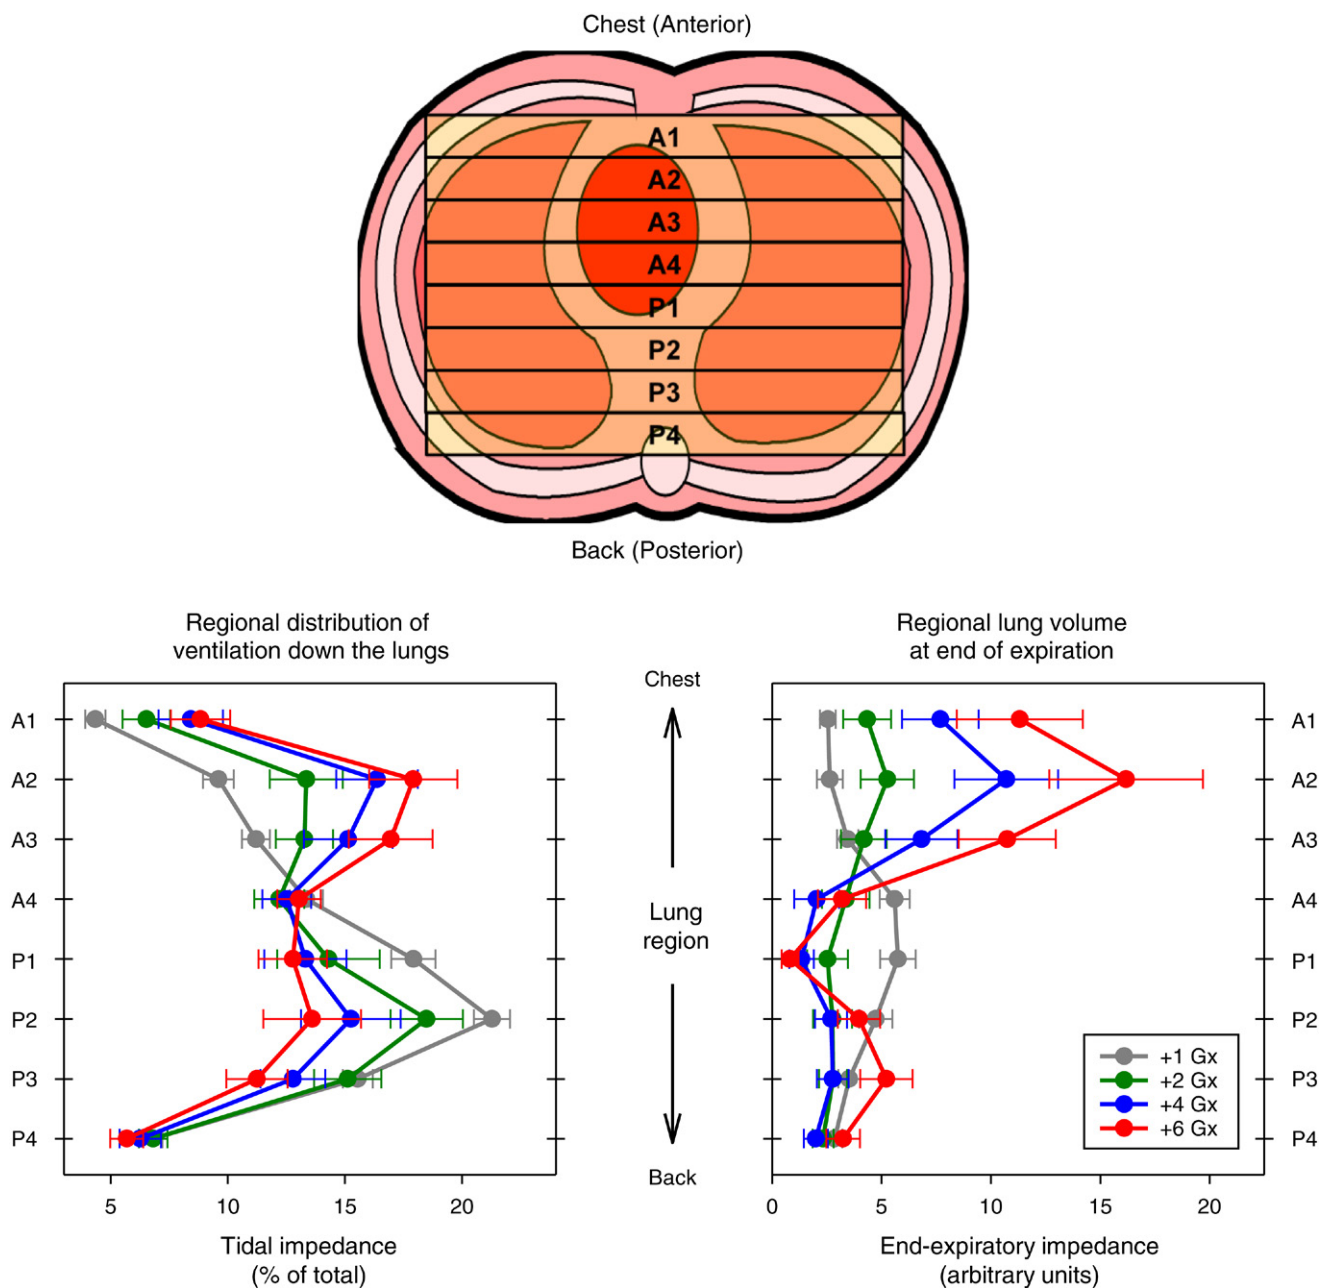 Chest (Anterior)
A1
A2
A3
A4
P1
P2
P3
P4
Back (Posterior)
Regional distribution of
ventilation down the lungs
A1
A2
A3
A4
P1
P2
P3
P4
5 10 15 20
Tidal impedance
(% of total)
Chest
Lung
region
Back
Regional lung volume
at end of expiration
A1
A2
A3
A4
P1
P2
P3
P4
+1 Gx
+2 Gx
+4 Gx
+6 Gx
0 5 10 15 20
End-expiratory impedance
(arbitrary units)